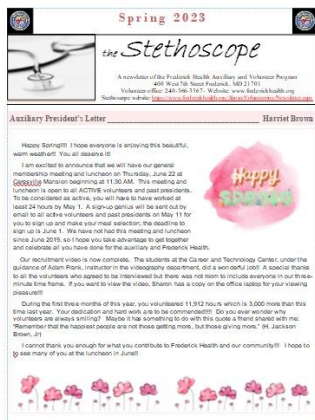 Spring 2023
the Stethoscope
A newsletter of the Frederick Health Auxiliary and Volunteer Program
400 West 7th Street Frederick, MD 21701
Volunteer office: 240-566-3567- Website: www.frederickhealth.org
Stethoscope website:
Auxiliary President's Letter Harriet Brown
Happy Spring!!!! I hope everyone is enjoying this beautiful,
warm weather!! You all deserve it!
I am excited to announce that we will have our general
membership meeting and luncheon on Thursday, June 22 at
Mansion beginning at 11:30 AM. This meeting and
luncheon is open to all ACTIVE volunteers and past presidents.
To be considered as active, you will have to have worked at
least 24 hours by May 1. A sign-up genius will be sent out by
email to all active volunteers and past presidents on May 11 for
you to sign up and make your meal selection, the deadline to
sign up is June 1. We have not had this meeting and luncheon
since June 2019, so I hope you take advantage to get together
and celebrate all you have done for the auxiliary and Frederick Health.
Happy
SPRING
Our recruitment video is now complete. The students at the Career and Technology Center, under the
guidance of Adam Frank, instructor in the videography department, did a wonderful job!! A special thanks
to all the volunteers who agreed to be interviewed but there was not room to include everyone in our three-
minute time frame. If you want to view the video, Sharon has a copy on the office laptop for your viewing
pleasure!!!
During the first three months of this year, you volunteered 11,912 hours which is 3,000 more than this
time last year. Your dedication and hard work are to be commended!!!! Do you ever wonder why
volunteers are always smiling? Maybe it has something to do with this quote a friend shared with me:
"Remember that the happiest people are not those getting more, but those giving more." (H. Jackson
Brown, Jr)
I cannot thank you enough for what you contribute to Frederick Health and our community!!! I hope to
to see many of you at the luncheon in June!!